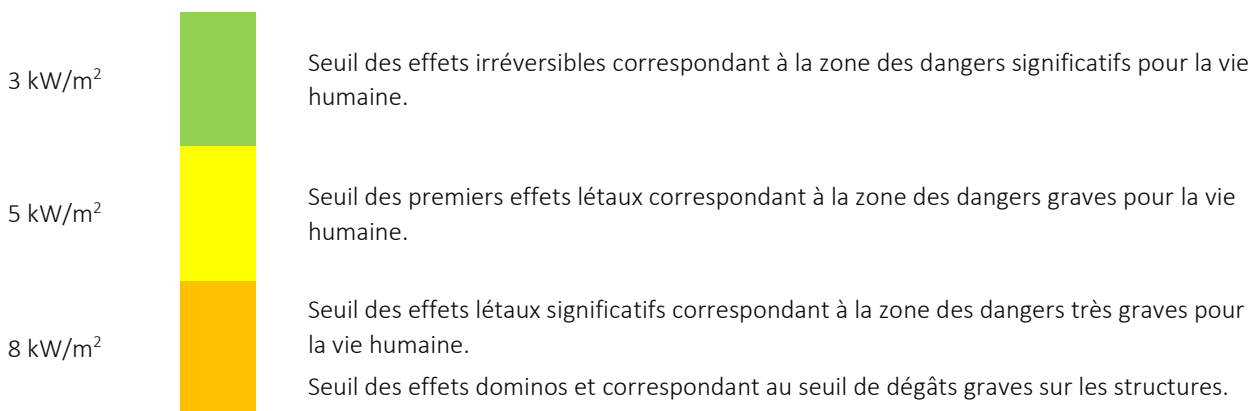 3 kW/m²
Seuil des effets irréversibles correspondant à la zone des dangers significatifs pour la vie
humaine.
5 kW/m²
Seuil des premiers effets létaux correspondant à la zone des dangers graves pour la vie
humaine.
8 kW/m²
Seuil des effets létaux significatifs correspondant à la zone des dangers très graves pour
la vie humaine.
Seuil des effets dominos et correspondant au seuil de dégâts graves sur les structures.